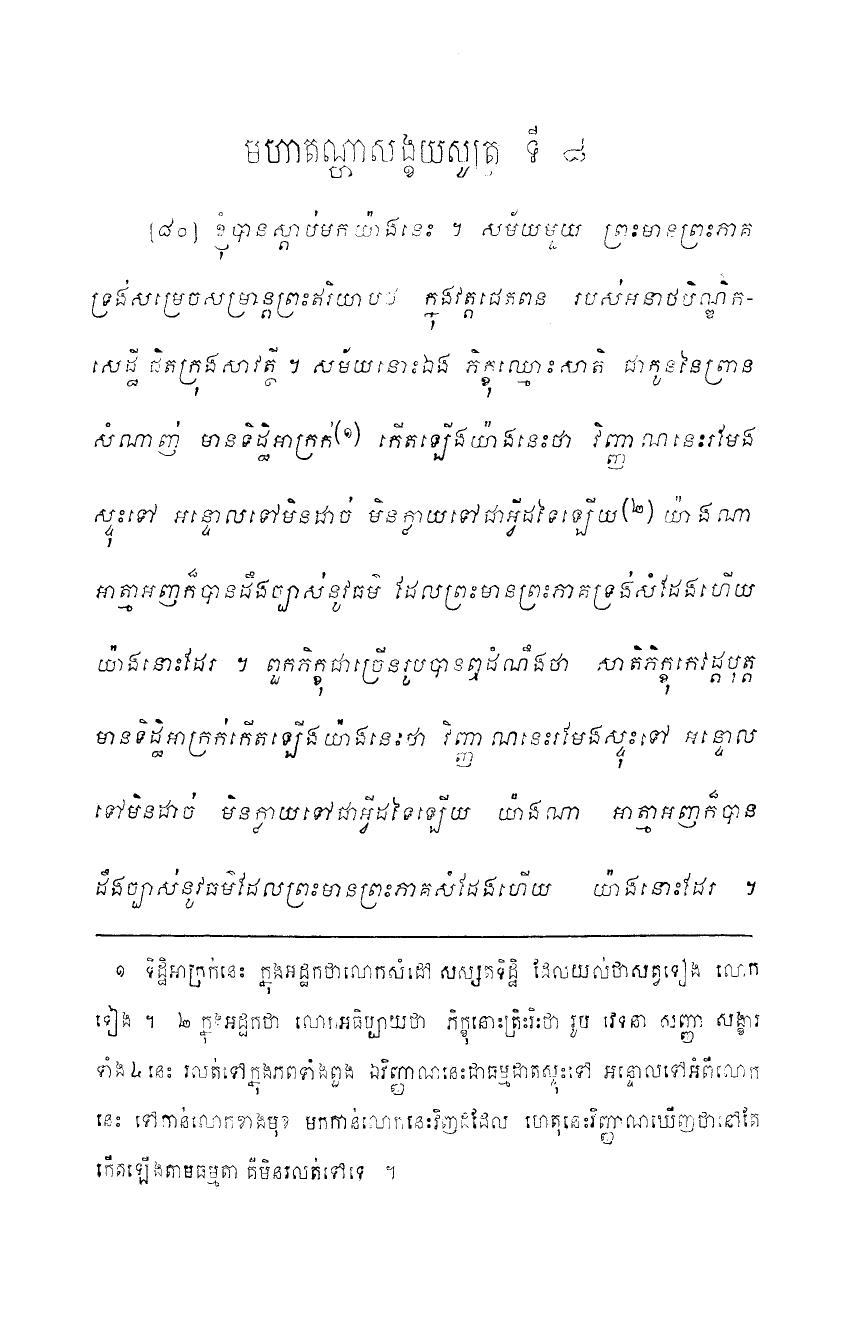 មហាតណ្ហាសង្ខយសូត្រ ទី ៨
[៨០] ខ្ញុំបានស្តាប់មកយ៉ាងនេះ ។ សម័យមួយ ព្រះមានព្រះភាគ
ទ្រង់សម្រេចសម្រាន្តព្រះឥរិយាបថ ក្នុងវត្តជេតពន របស់អនាថបិណ្ឌិក-
សេដ្ឋី ជិតក្រុងសាវត្ថី ។ សម័យនោះឯង ភិក្ខុឈ្មោះសាតិ ជាកូននៃព្រាន
សំណាញ់ មានទិដ្ឋិអាក្រក់(១) កើតឡើងយ៉ាងនេះថា វិញ្ញាណនេះរមែង
ស្ទុះទៅ អន្ទោលទៅមិនដាច់ មិនក្លាយទៅជាអ្វីដទៃឡើយ(២) យ៉ាងណា
អាត្មាអញក៏បានដឹងច្បាស់នូវធម៌ ដែលព្រះមានព្រះភាគទ្រង់សំដែងហើយ
យ៉ាងនោះដែរ ។ ពួកភិក្ខុជាច្រើនរូបបានឮដំណឹងថា សាតិភិក្ខុកេវដ្តបុត្ត
មានទិដ្ឋិអាក្រក់កើតឡើងយ៉ាងនេះថា វិញ្ញាណនេះរមែងស្ទុះទៅ អន្ទោល
ទៅមិនដាច់ មិនក្លាយទៅជាអ្វីដទៃឡើយ យ៉ាងណា អាត្មាអញក៏បាន
ដឹងច្បាស់នូវធម៌ដែលព្រះមានព្រះភាគសំដែងហើយ យ៉ាងនោះដែរ ។
១ ទិដ្ឋិអាក្រក់នេះ ក្នុងអដ្ឋកថាលោកសំដៅ សស្សតទិដ្ឋិ ដែលយល់ថាសត្វទៀង លោក
ទៀង ។ ២ ក្នុងអដ្ឋកថា លោកអធិប្បាយថា ភិក្ខុនោះត្រិះរិះថា រូប វេទនា សញ្ញា សង្ខារ
ទាំង៤នេះ រលត់ទៅក្នុងភពទាំងពួង ឯវិញ្ញាណនេះជាធម្មជាតស្ទុះទៅ អន្ទោលទៅអំពីលោក
នេះ ទៅកាន់លោកខាងមុខ មកកាន់លោកនេះវិញដដែល ហេតុនេះវិញ្ញាណឃើញថានៅតែ
កើតឡើងតាមធម្មតា គឺមិនរលត់ទៅទេ ។